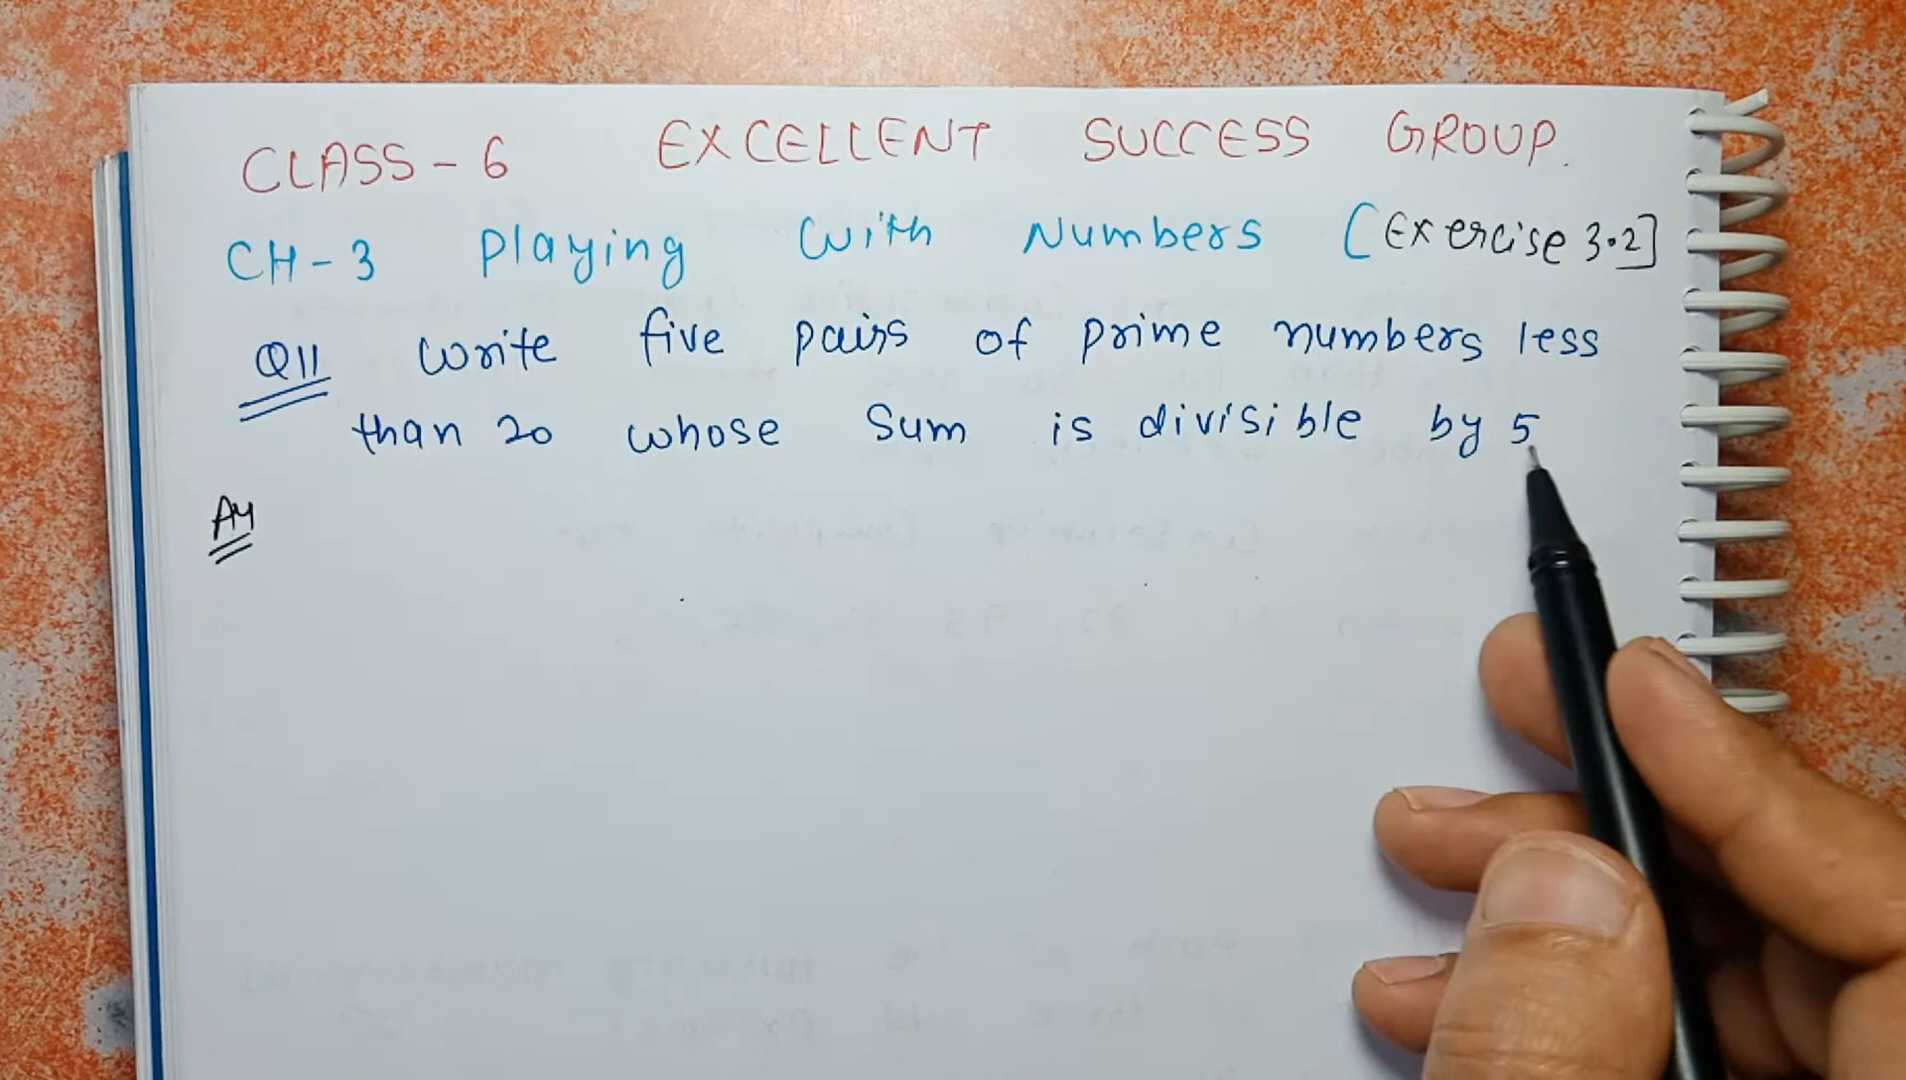 CLASS - 6 EXCELLENT SUCCESS GROUP.
CH - 3 Playing With Numbers [Exercise 3.2]
Q11 Write five pairs of prime numbers less
than 20 whose Sum is divisible by 5